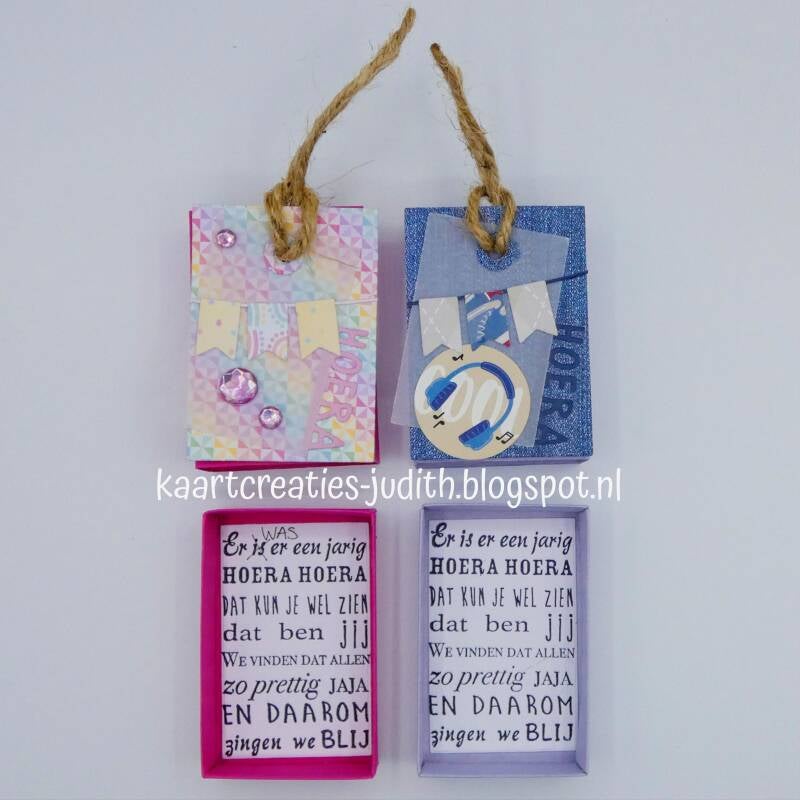 HOERA
HOERA
COOL
kaartcreaties-judith.blogspot.nl
WAS
Er is er een jarig
HOERA HOERA
DAT KUN JE WEL ZIEN
dat ben jij
WE VINDEN DAT ALLEN
zo prettig JAJA
EN DAAROM
zingen we BLIJ
Er is er een jarig
HOERA HOERA
DAT KUN JE WEL ZIEN
dat ben jij
WE VINDEN DAT ALLEN
zo prettig JAJA
EN DAAROM
zingen we BLIJ